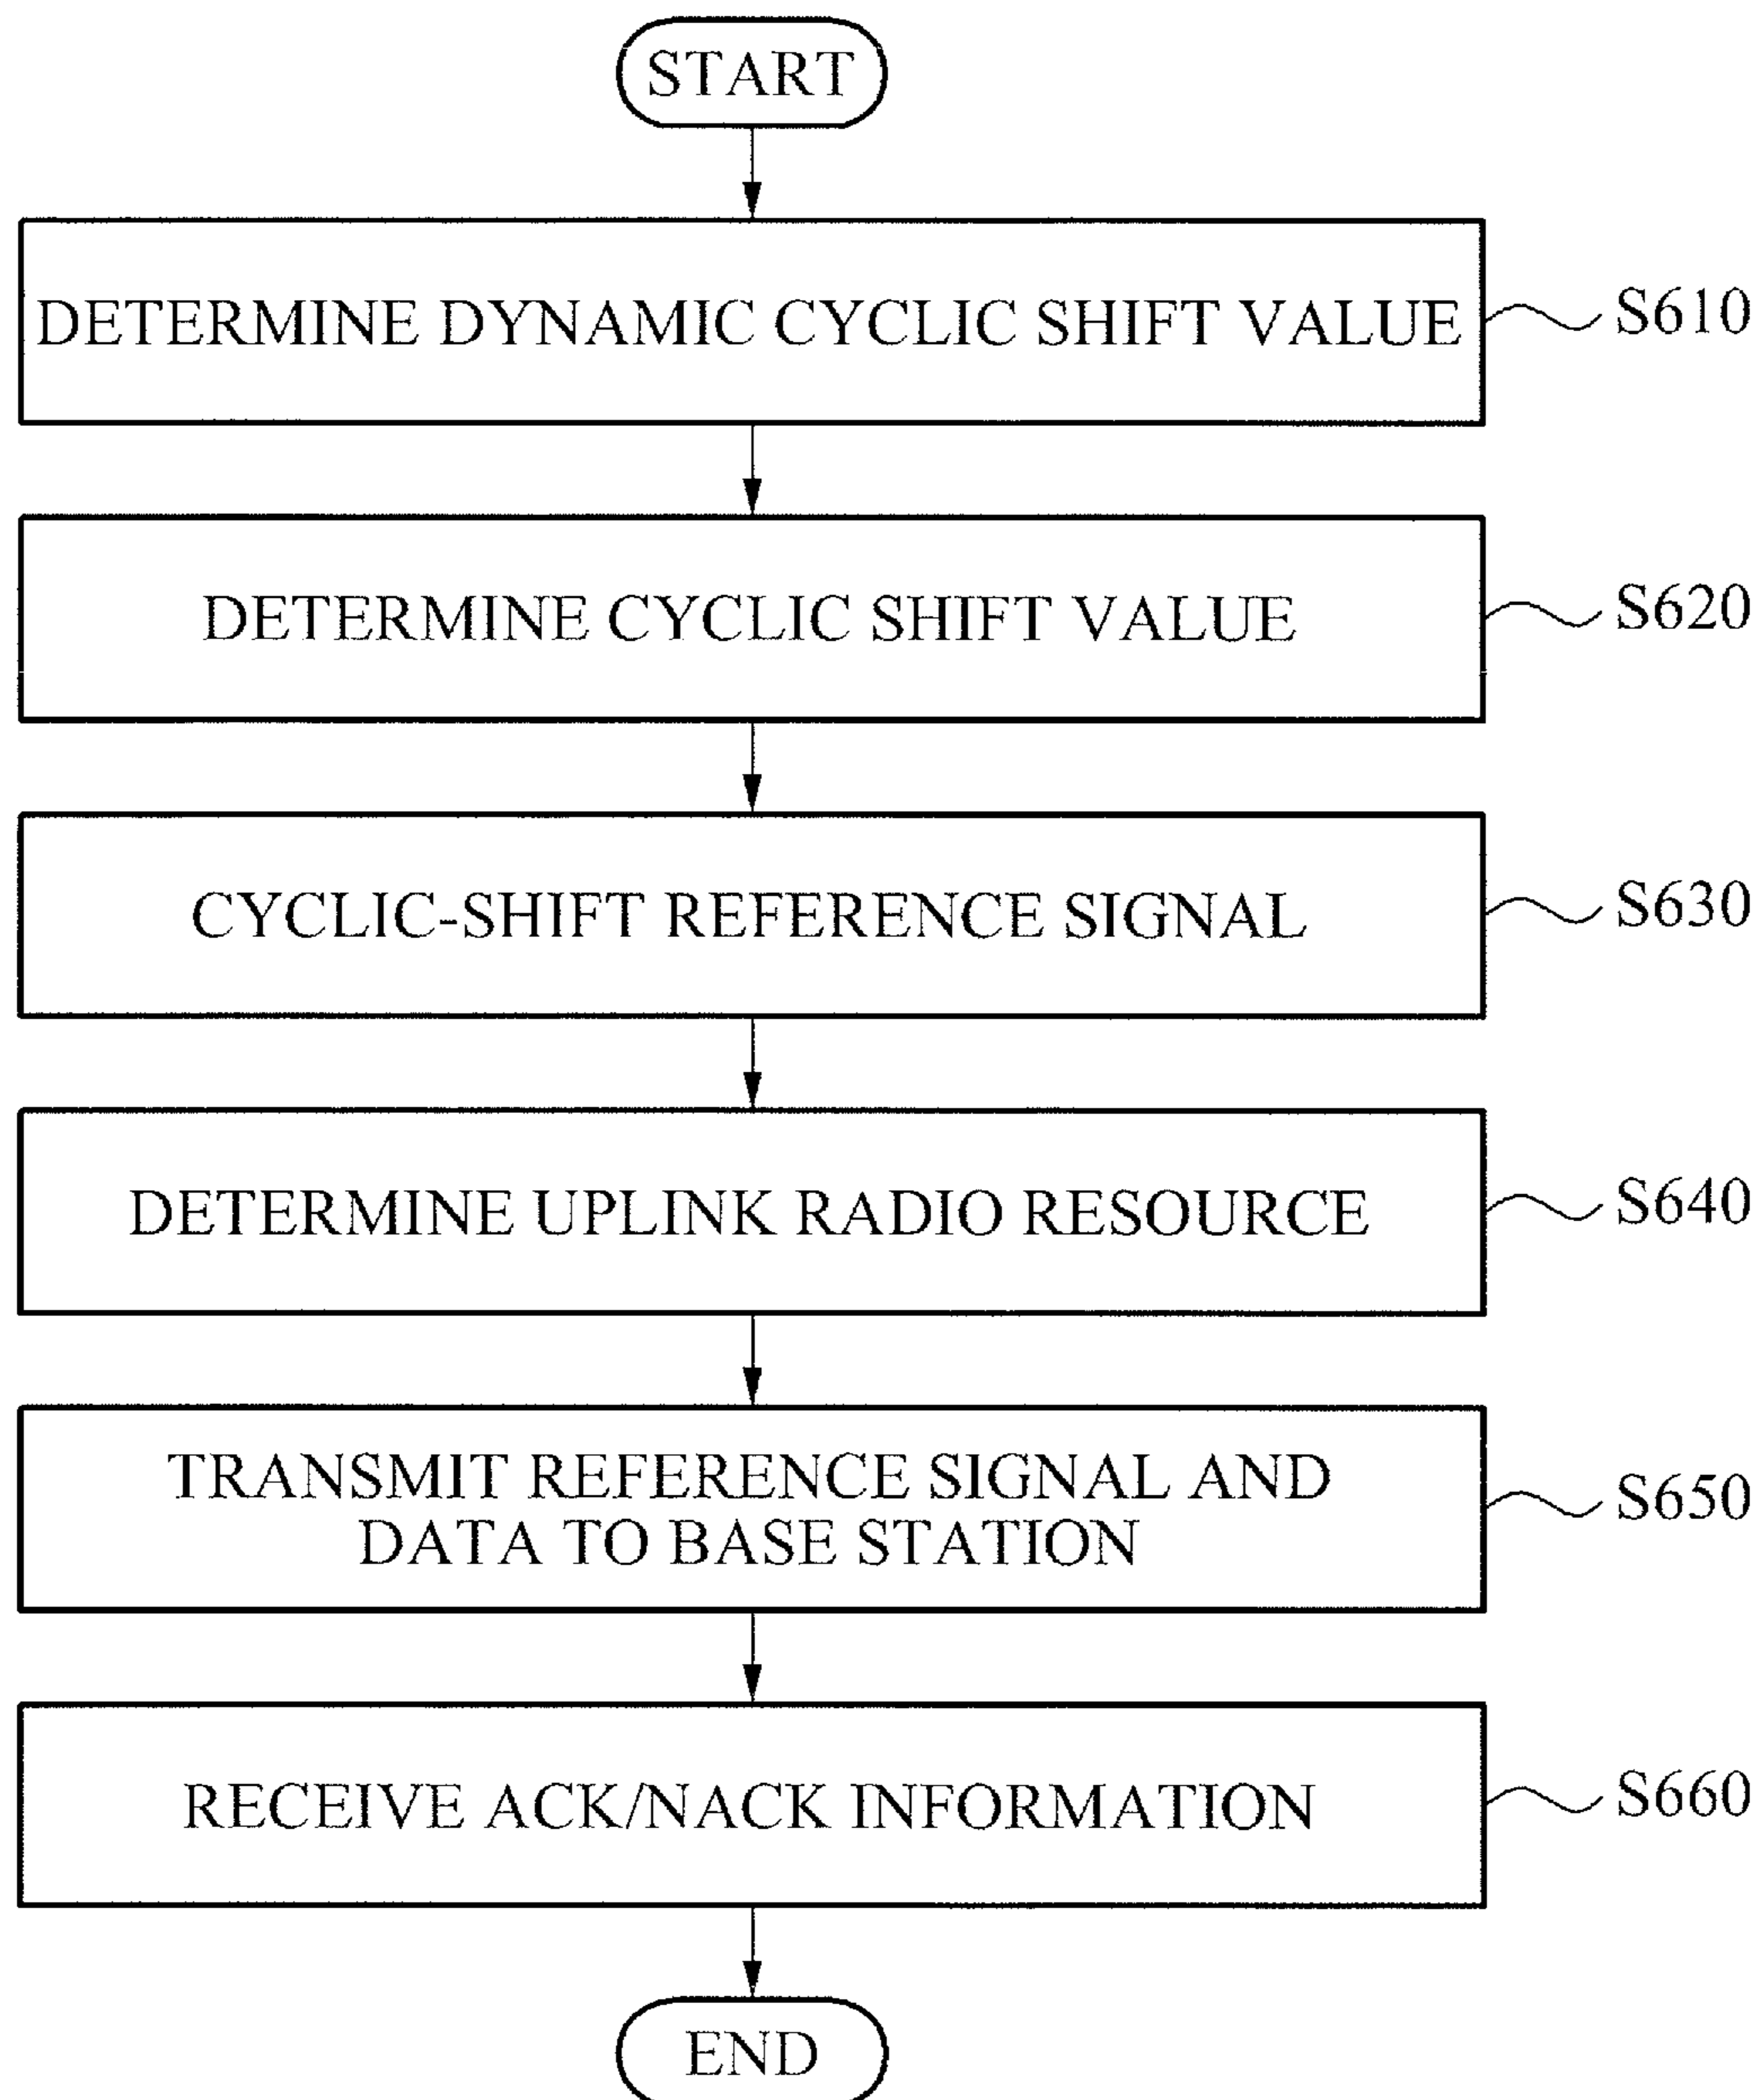 START
DETERMINE DYNAMIC CYCLIC SHIFT VALUE
S610
DETERMINE CYCLIC SHIFT VALUE
S620
CYCLIC-SHIFT REFERENCE SIGNAL
S630
DETERMINE UPLINK RADIO RESOURCE
S640
TRANSMIT REFERENCE SIGNAL AND
DATA TO BASE STATION
S650
RECEIVE ACK/NACK INFORMATION
S660
END